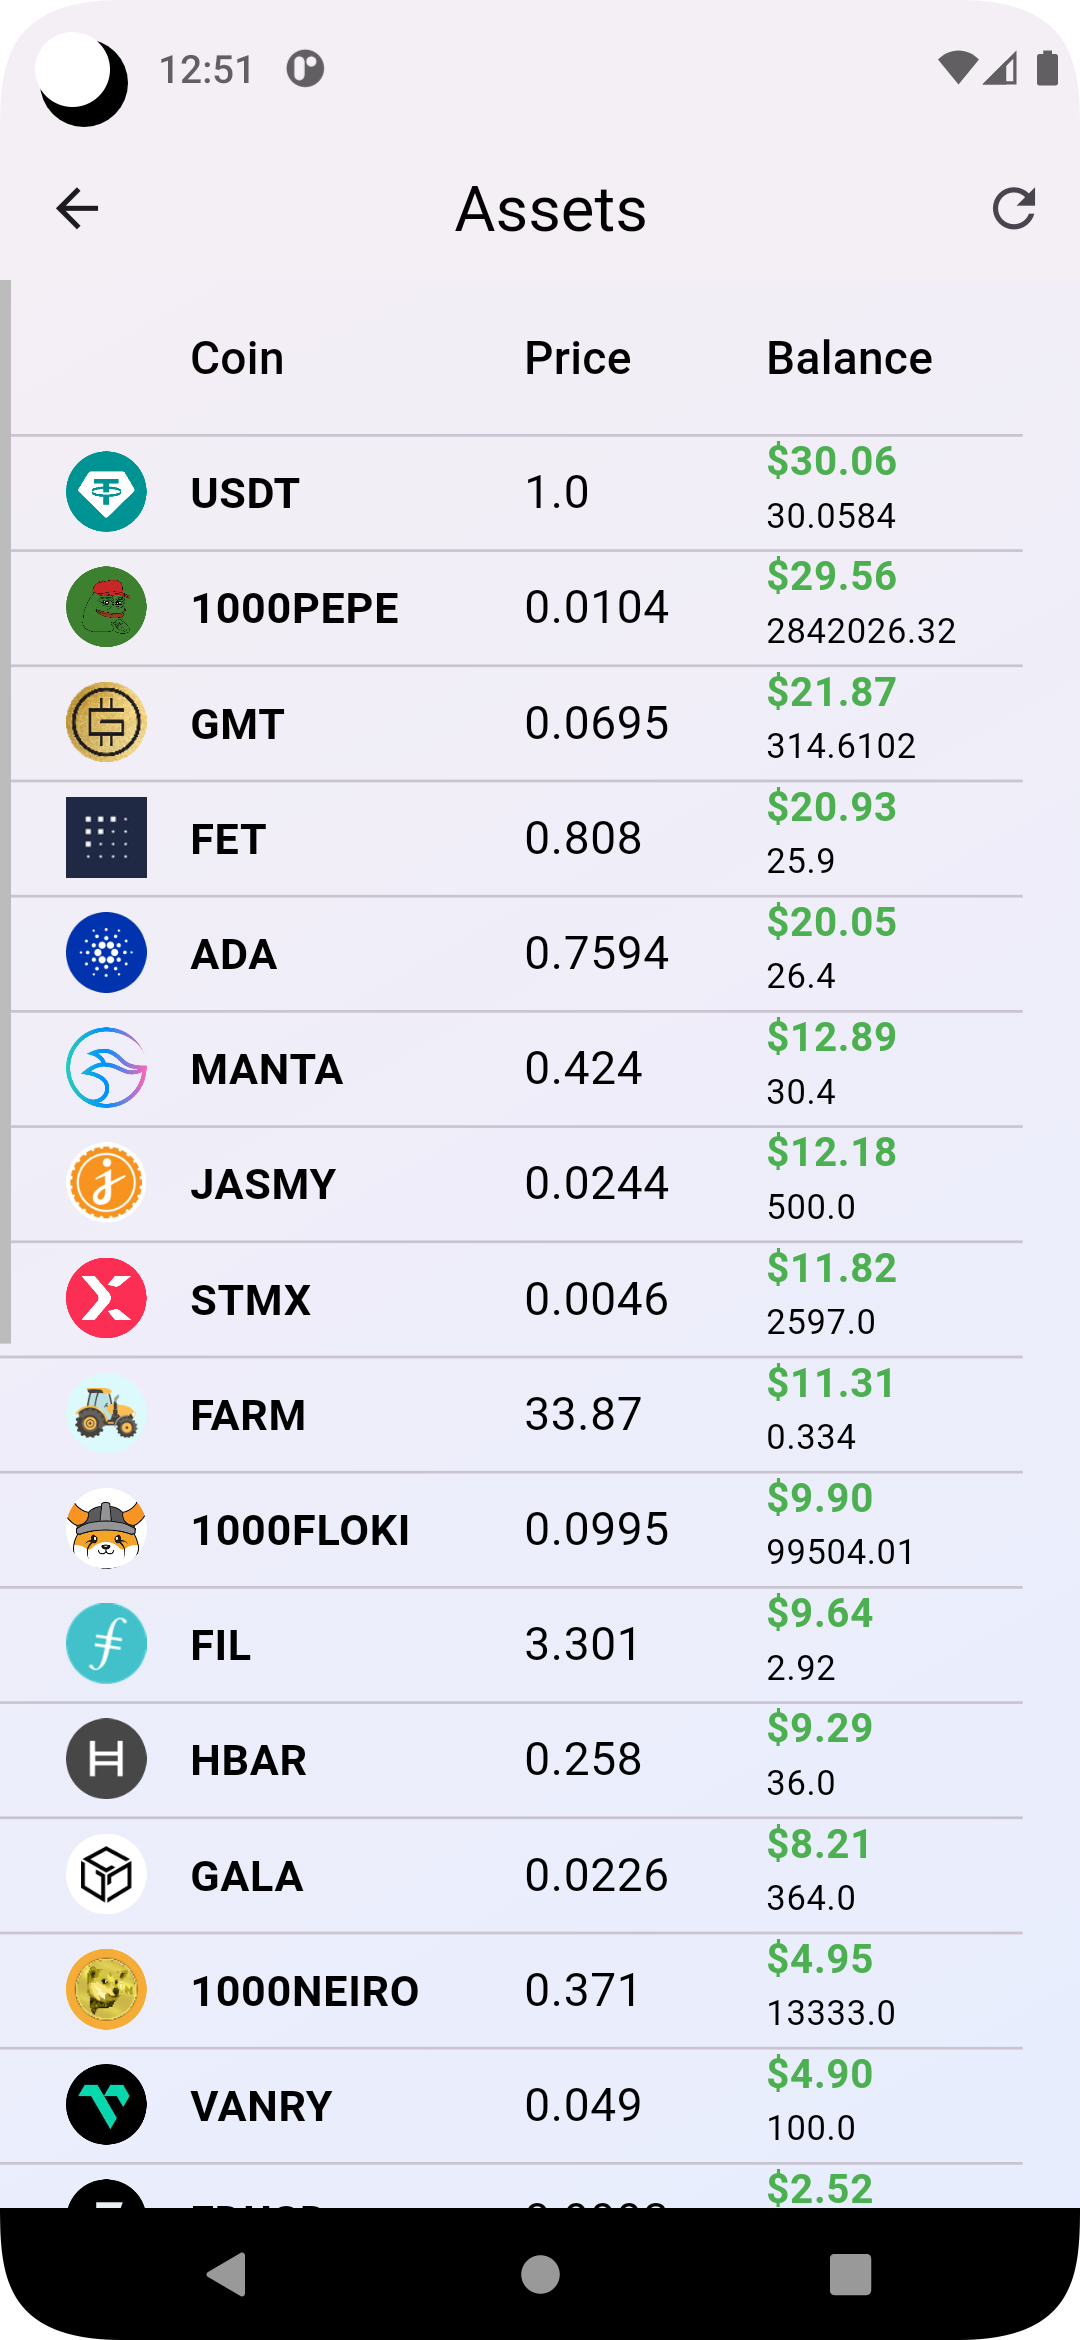 12:51
Assets
Coin Price Balance
$30.06
USDT 1.0
30.0584
$29.56
1000PEPE 0.0104
2842026.32
$21.87
GMT 0.0695
314.6102
$20.93
FET 0.808
25.9
$20.05
ADA 0.7594
26.4
$12.89
MANTA 0.424
30.4
$12.18
JASMY 0.0244
500.0
$11.82
STMX 0.0046
2597.0
$11.31
FARM 33.87
0.334
$9.90
1000FLOKI 0.0995
99504.01
$9.64
FIL 3.301
2.92
$9.29
HBAR 0.258
36.0
$8.21
GALA 0.0226
364.0
$4.95
1000NEIRO 0.371
13333.0
$4.90
VANRY 0.049
100.0
$2.52